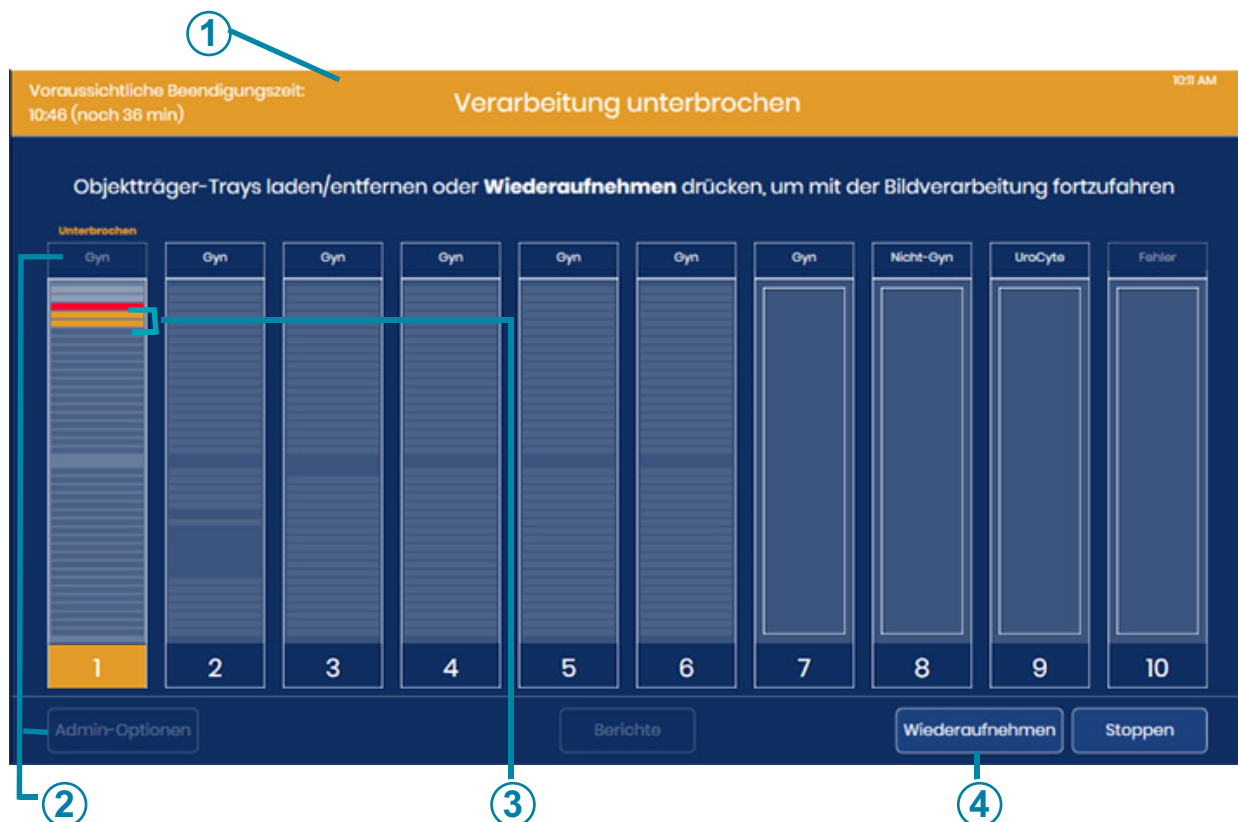 1
Voraussichtliche Beendigungszeit:
10:46 (noch 36 min)
Verarbeitung unterbrochen
10:11 AM
Objektträger-Trays laden/entfernen oder Wiederaufnehmen drücken, um mit der Bildverarbeitung fortzufahren
Unterbrochen
Gyn Gyn Gyn Gyn Gyn Gyn Gyn Nicht-Gyn UroCyte Fehler
1 2 3 4 5 6 7 8 9 10
Admin-Optionen Berichte Wiederaufnehmen Stoppen
2 3 4